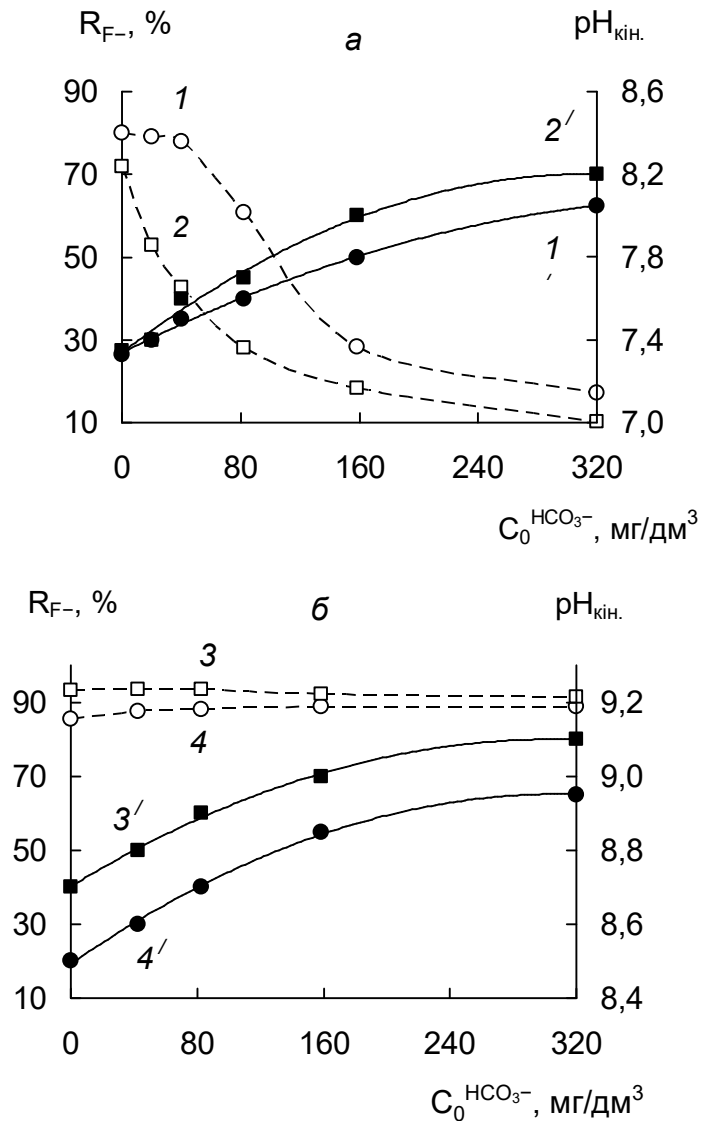 R_F–, % а pH_кін.
90 1 8,6
2′ 
70 8,2
2
50 7,8
1′
30 7,4
10 7,0
0 80 160 240 320
C₀^HCO₃–, мг/дм³
R_F–, % б pH_кін.
3
90 9,2
4
70 9,0
3′
50 8,8
30 8,6
4′
10 8,4
0 80 160 240 320
C₀^HCO₃–, мг/дм³